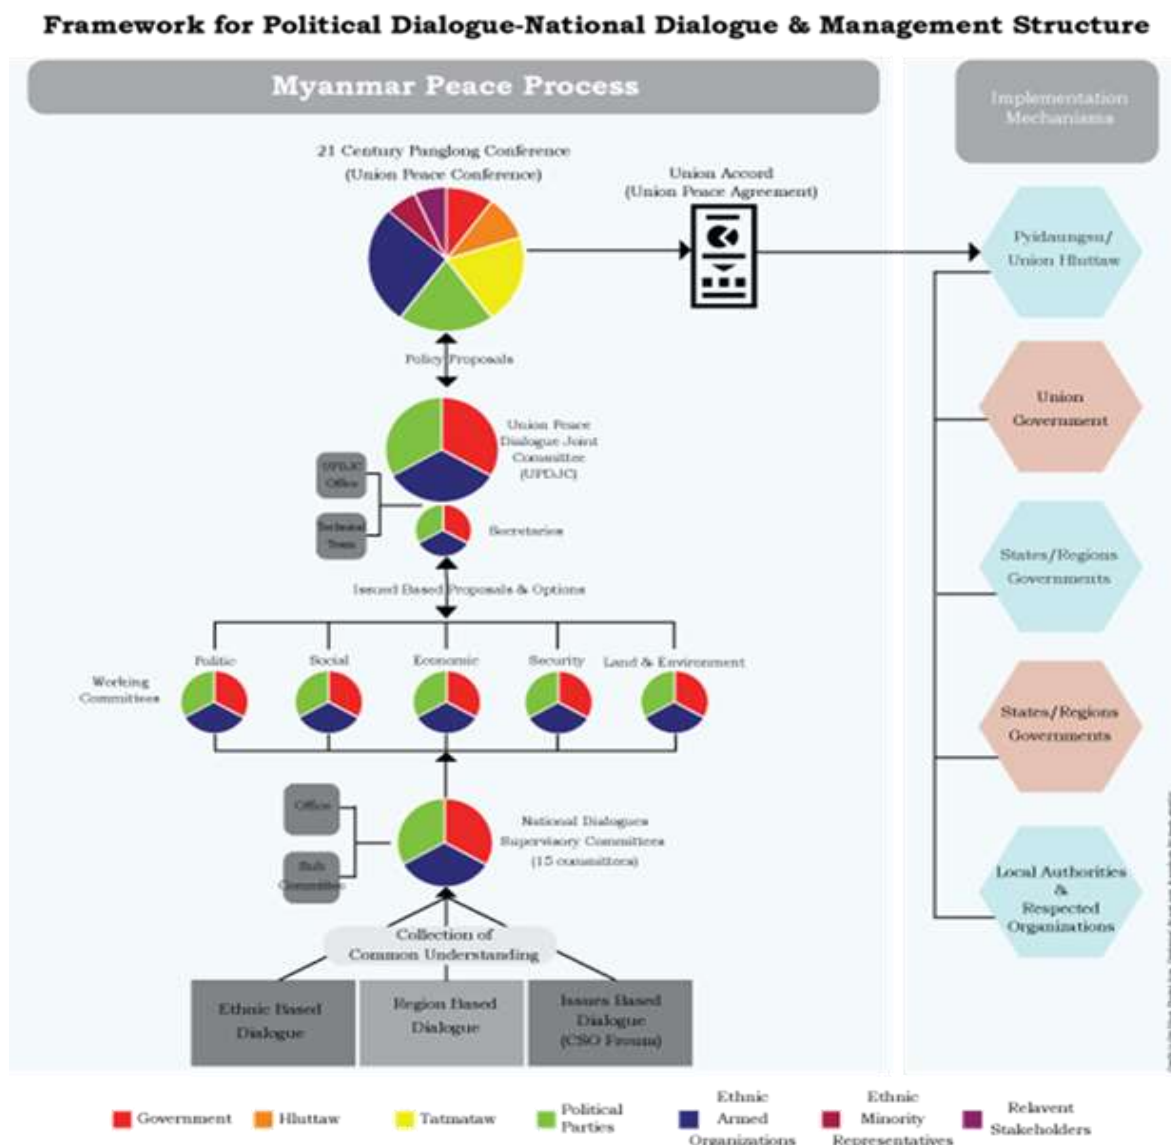 Framework for Political Dialogue-National Dialogue & Management Structure
Myanmar Peace Process
Implementation
Mechanisms
21 Century Panglong Conference
(Union Peace Conference)
Union Accord
(Union Peace Agreement)
Pyidaungsu/
Union Hluttaw
Policy Proposals
Union
Government
Union Peace
Dialogue Joint
Committee
(UPDJC)
UPDJC
Office
Technical
Team
Secretaries
States/Regions
Governments
Issued Based Proposals & Options
Politic
Social
Economic
Security
Land & Environment
Working
Committees
States/Regions
Governments
Office
Sub
Committee
National Dialogues
Supervisory Committees
(15 committees)
Local Authorities
&
Respected
Organizations
Collection of
Common Understanding
Ethnic Based
Dialogue
Region Based
Dialogue
Issues Based
Dialogue
(CSO Froum)
Government
Hluttaw
Tatmataw
Political
Parties
Ethnic
Armed
Organizations
Ethnic
Minority
Representatives
Relavent
Stakeholders